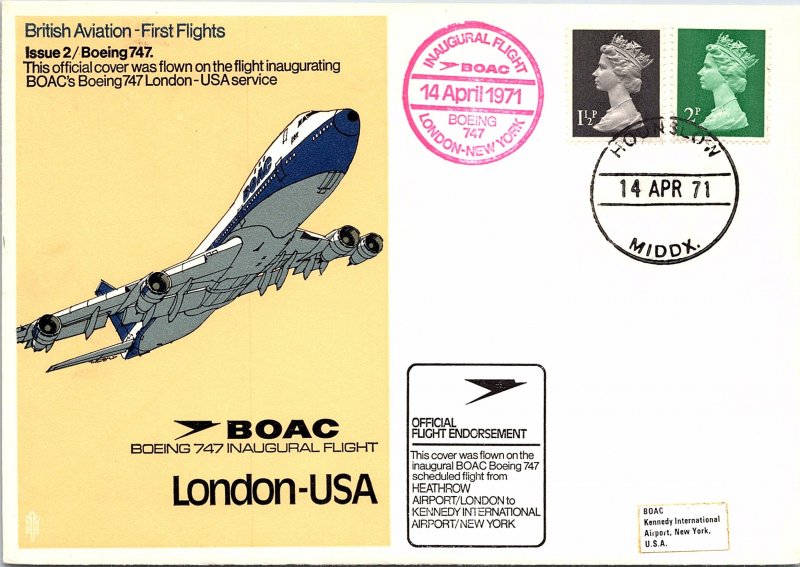 British Aviation - First Flights
Issue 2/Boeing 747.
This official cover was flown on the flight inaugurating
BOAC's Boeing 747 London - USA service
BOAC
BOAC
BOEING 747 INAUGURAL FLIGHT
London-USA
INAUGURAL FLIGHT
BOAC
14 April 1971
BOEING
747
LONDON-NEW YORK
1½P
2P
HOUNSLOW
14 APR 71
MIDDX.
OFFICIAL
FLIGHT ENDORSEMENT
This cover was flown on the
inaugural BOAC Boeing 747
scheduled flight from
HEATHROW
AIRPORT/LONDON to
KENNEDY INTERNATIONAL
AIRPORT/NEW YORK
BOAC
Kennedy International
Airport, New York,
U.S.A.